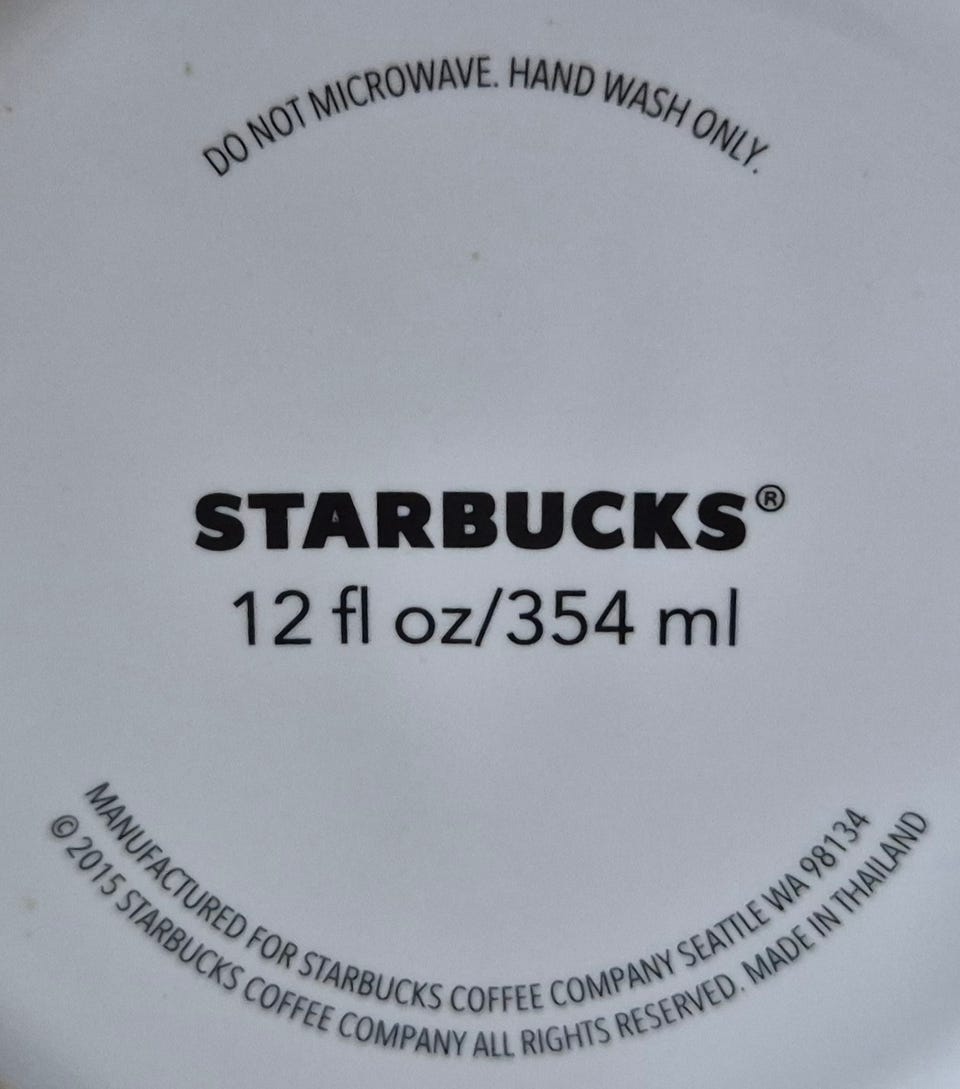 DO NOT MICROWAVE. HAND WASH ONLY.
STARBUCKS®
12 fl oz/354 ml
MANUFACTURED FOR STARBUCKS COFFEE COMPANY SEATTLE WA 98134
© 2015 STARBUCKS COFFEE COMPANY ALL RIGHTS RESERVED. MADE IN THAILAND